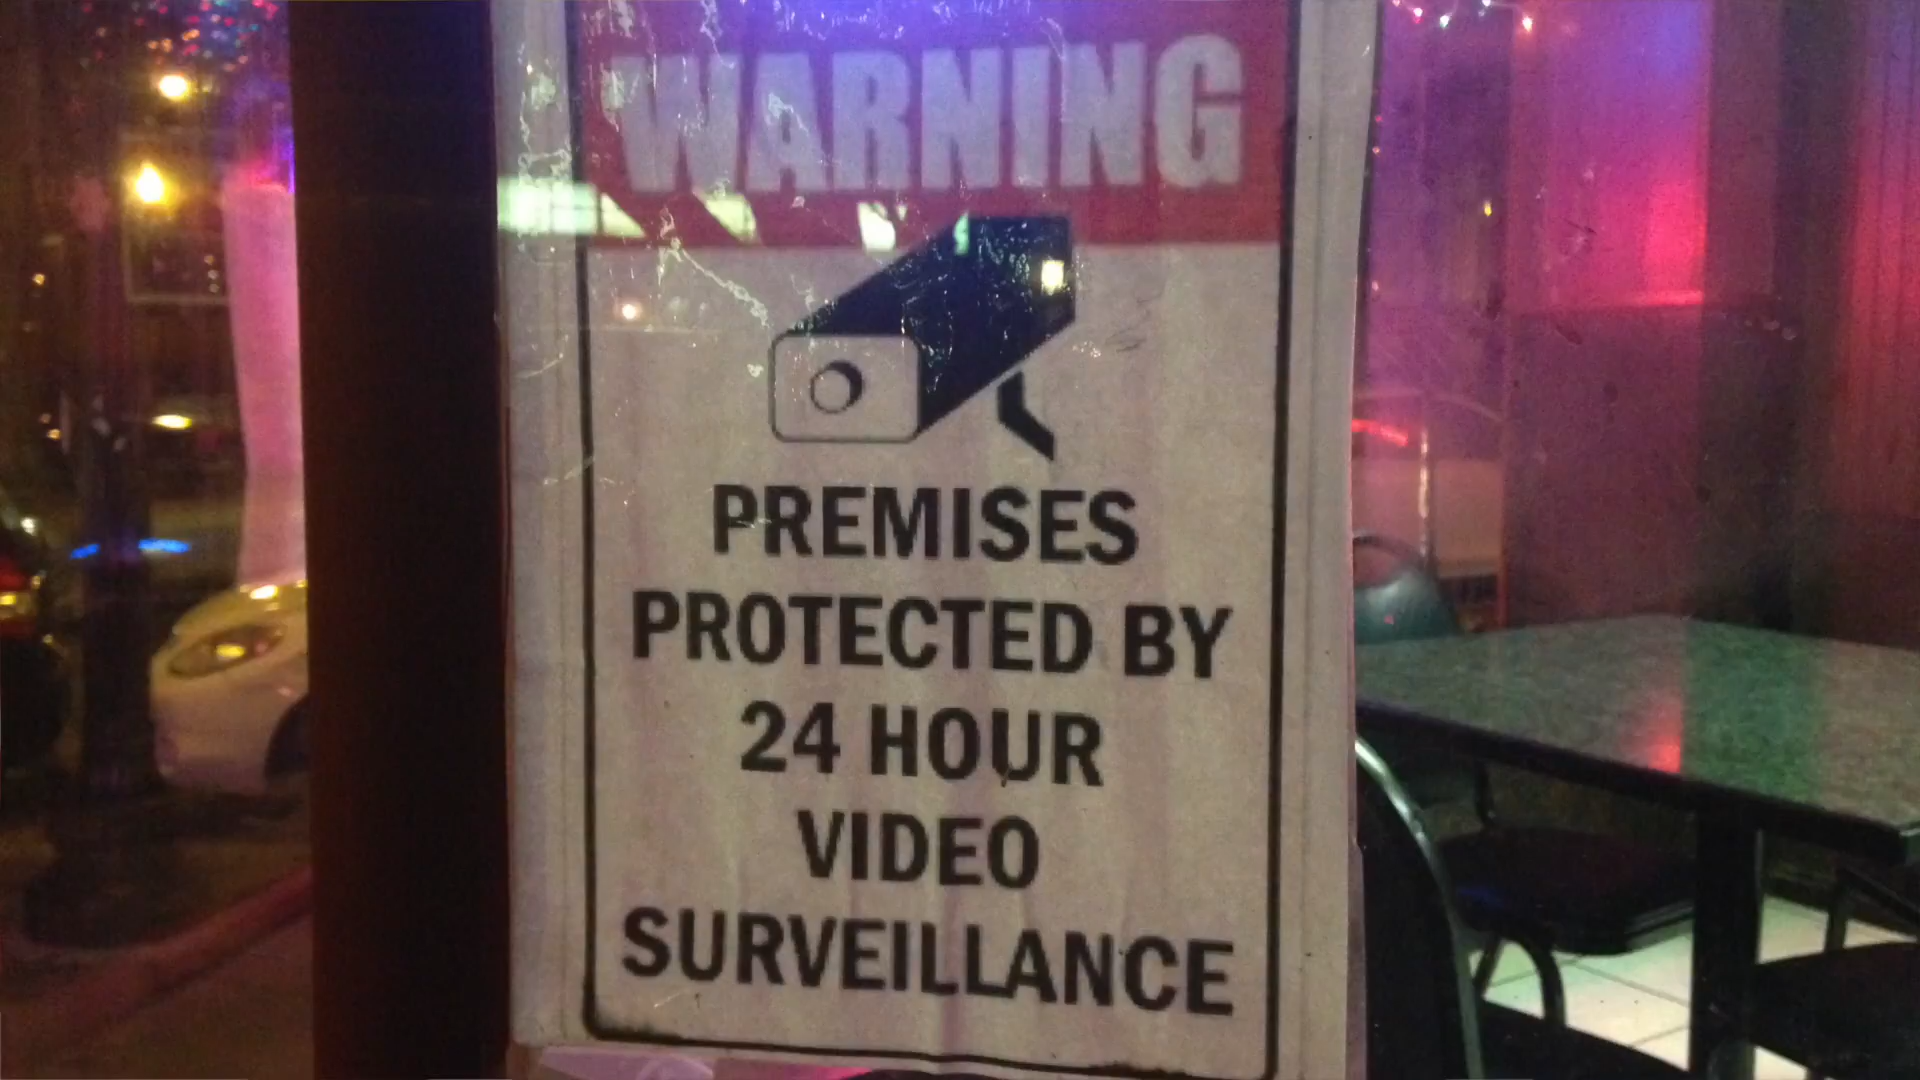 WARNING
PREMISES
PROTECTED BY
24 HOUR
VIDEO
SURVEILLANCE